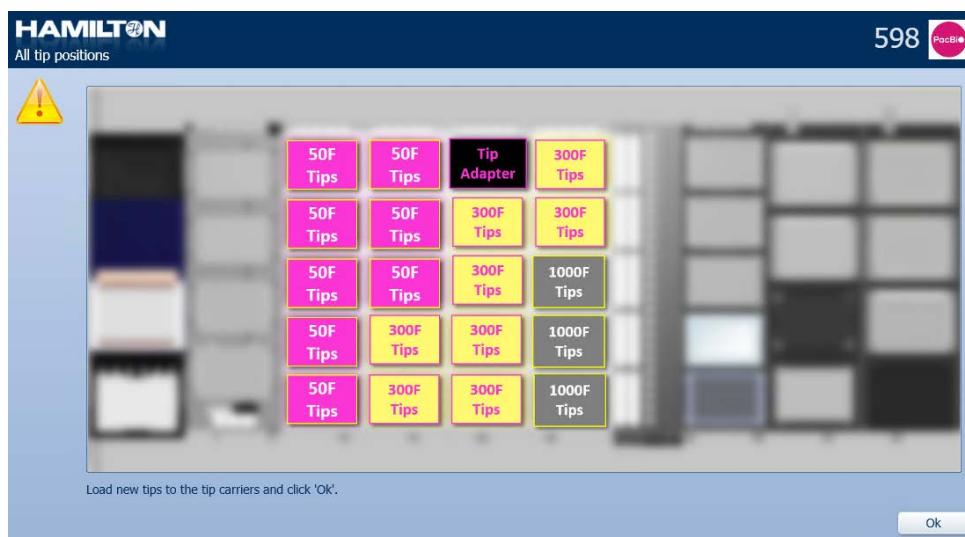 HAMILTON
All tip positions
598
PacBi
50F
Tips
50F
Tips
Tip
Adapter
300F
Tips
50F
Tips
50F
Tips
300F
Tips
300F
Tips
50F
Tips
50F
Tips
300F
Tips
1000F
Tips
50F
Tips
300F
Tips
300F
Tips
1000F
Tips
50F
Tips
300F
Tips
300F
Tips
1000F
Tips
Load new tips to the tip carriers and click 'Ok'.
Ok